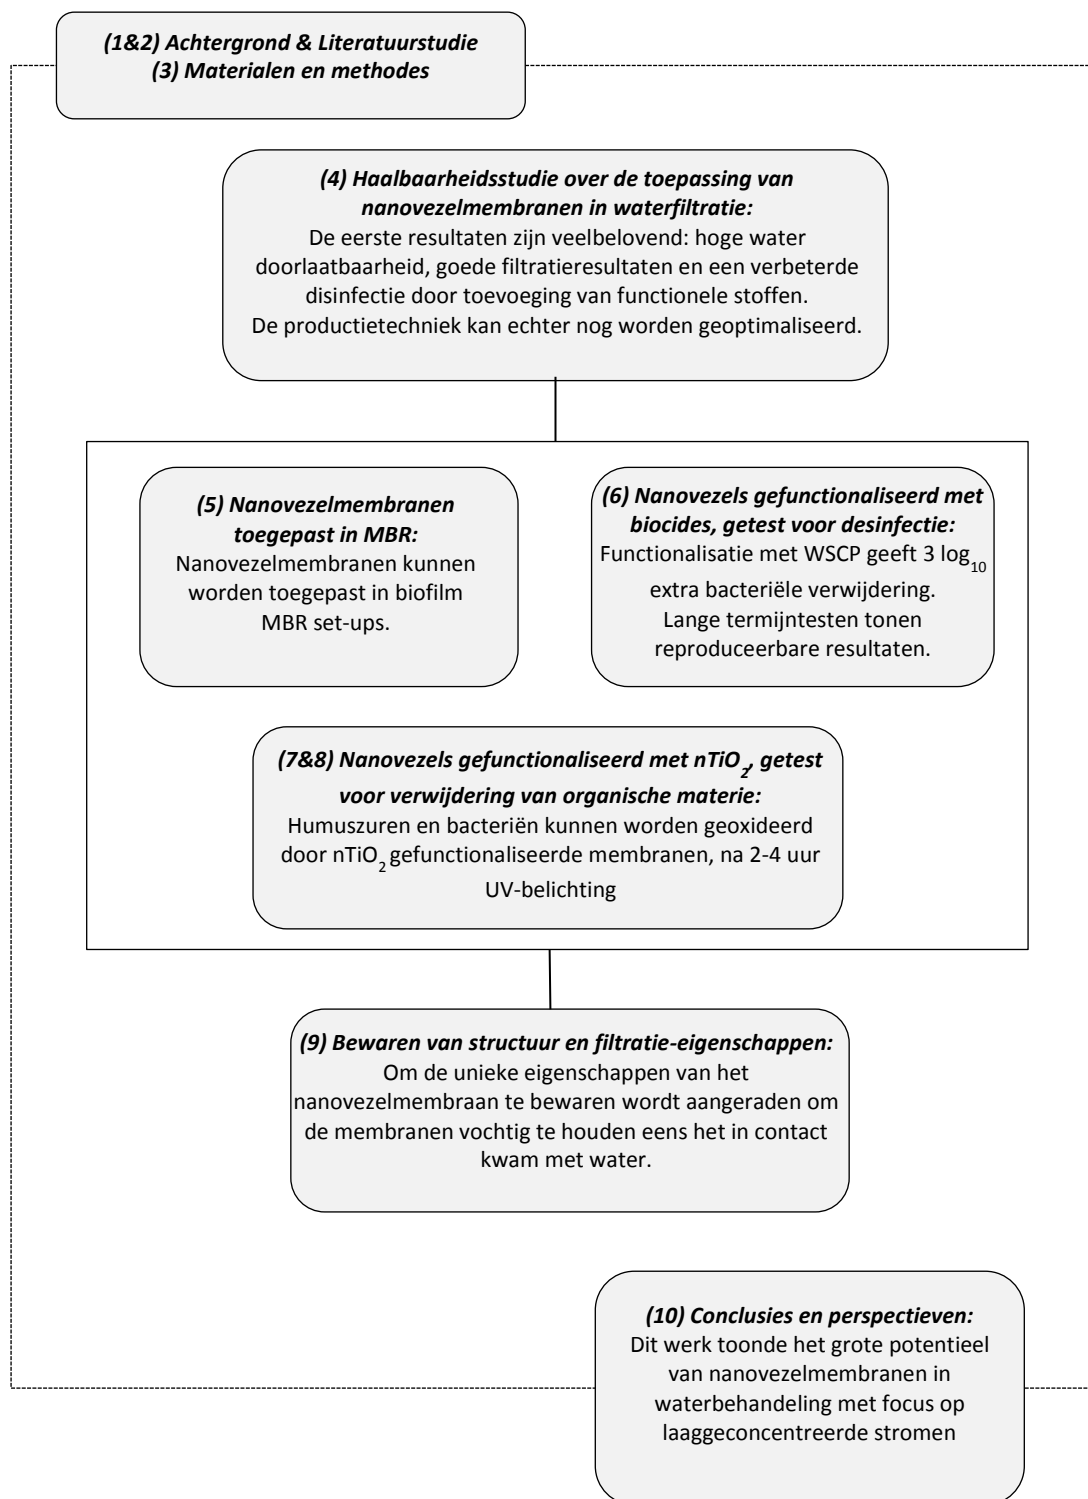 (1&2) Achtergrond & Literatuurstudie
(3) Materialen en methodes
(4) Haalbaarheidsstudie over de toepassing van
nanovezelmembranen in waterfiltratie:
De eerste resultaten zijn veelbelovend: hoge water
doorlaatbaarheid, goede filtratieresultaten en een verbeterde
disinfectie door toevoeging van functionele stoffen.
De productietechniek kan echter nog worden geoptimaliseerd.
(5) Nanovezelmembranen
toegepast in MBR:
Nanovezelmembranen kunnen
worden toegepast in biofilm
MBR set-ups.
(6) Nanovezels gefunctionaliseerd met
biocides, getest voor desinfectie:
Functionalisatie met WSCP geeft 3 log10
extra bacteriële verwijdering.
Lange termijntesten tonen
reproduceerbare resultaten.
(7&8) Nanovezels gefunctionaliseerd met nTiO2, getest
voor verwijdering van organische materie:
Humuszuren en bacteriën kunnen worden geoxideerd
door nTiO2 gefunctionaliseerde membranen, na 2-4 uur
UV-belichting
(9) Bewaren van structuur en filtratie-eigenschappen:
Om de unieke eigenschappen van het
nanovezelmembraan te bewaren wordt aangeraden om
de membranen vochtig te houden eens het in contact
kwam met water.
(10) Conclusies en perspectieven:
Dit werk toonde het grote potentieel
van nanovezelmembranen in
waterbehandeling met focus op
laaggeconcentreerde stromen